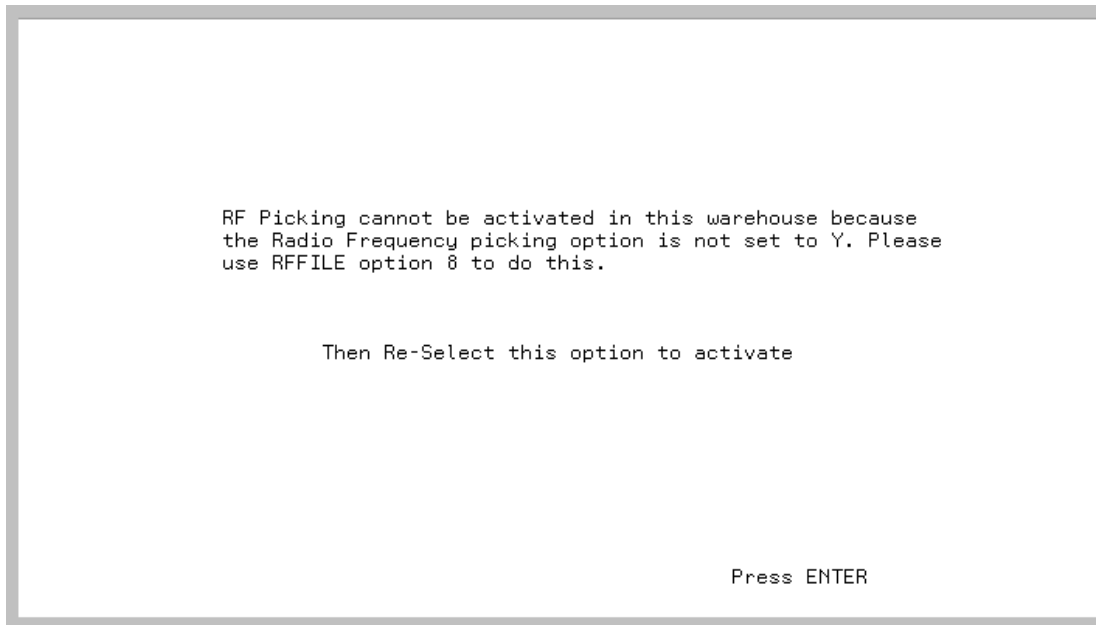 RF Picking cannot be activated in this warehouse because
the Radio Frequency picking option is not set to Y. Please
use RFFILE option 8 to do this.
Then Re-Select this option to activate
Press ENTER